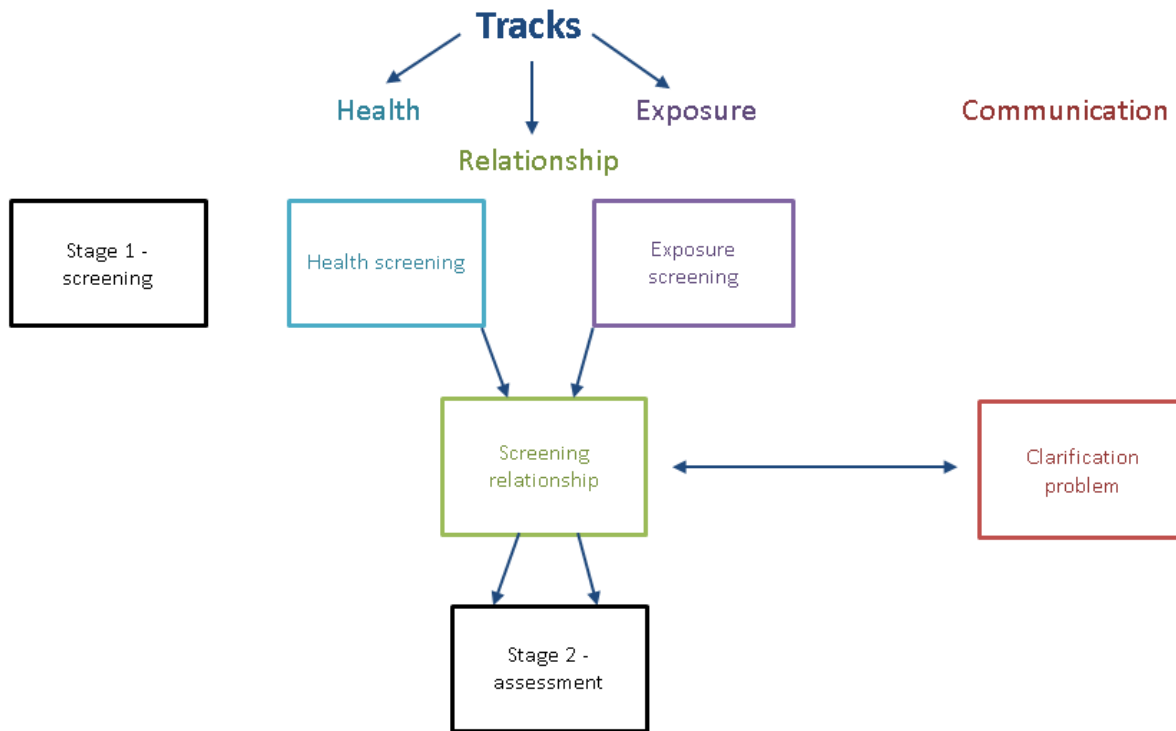 Tracks
Health
Exposure
Communication
Relationship
Stage 1 -
screening
Health screening
Exposure
screening
Screening
relationship
Clarification
problem
Stage 2 -
assessment